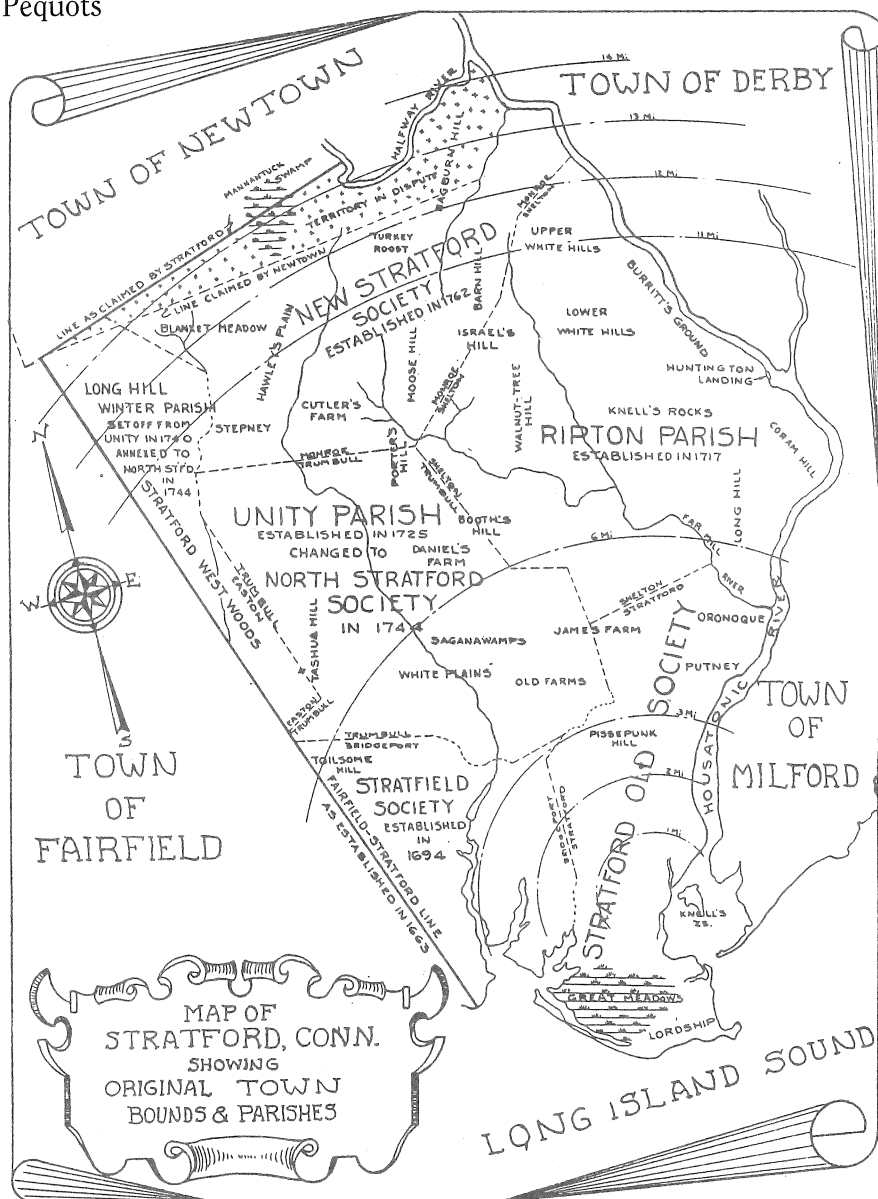 Pequots
TOWN OF NEWTOWN
TOWN OF DERBY
14 Mi
13 Mi.
12 Mi.
11 Mi.
HALFWAY RIVER
MANNANTUCK
SWAMP
TERRITORY IN DISPUTE
BAGBURN HILL
MONROE
SHELTON
LINE AS CLAIMED BY STRATFORD
LINE CLAIMED BY NEWTOWN
TURKEY
ROOST
UPPER
WHITE HILLS
NEW STRATFORD
SOCIETY
ESTABLISHED IN 1762
BARN HILL
BURRITT'S GROUND
BLANKET MEADOW
HAWLEY'S PLAIN
ISRAEL'S
HILL
LOWER
WHITE HILLS
MOOSE HILL
HUNTINGTON
LANDING
LONG HILL
WINTER PARISH
SET OFF FROM
UNITY IN 1740
ANNEXED TO
NORTH STF'D
IN
1744
STEPNEY
CUTLER'S
FARM
MONROE
SHELTON
WALNUT-TREE
HILL
KNELL'S ROCKS
RIPTON PARISH
ESTABLISHED IN 1717
CORAM HILL
MONROE
TRUMBULL
PORTER'S
HILL
SHELTON
TRUMBULL
LONG HILL
N
STRATFORD WEST WOODS
UNITY PARISH
ESTABLISHED IN 1725
CHANGED TO
NORTH STRATFORD
SOCIETY
IN 1744
BOOTH'S
HILL
DANIEL'S
FARM
6 Mi
FAR MILL
RIVER
W
E
S
TRUMBULL
EASTON
TASHUA HILL
SHELTON
STRATFORD
ORONOQUE
SAGANAWAMPS
JAMES FARM
WHITE PLAINS
OLD FARMS
PUTNEY
HOUSATONIC RIVER
TOWN
OF
MILFORD
EASTON
TRUMBULL
TRUMBULL
BRIDGEPORT
3 Mi
PISSEPUNK
HILL
TOWN
OF
FAIRFIELD
TOILSOME
HILL
STRATFIELD
SOCIETY
ESTABLISHED
IN
1694
2 Mi
1 Mi
BRIDGEPORT
STRATFORD
STRATFORD OLD SOCIETY
FAIRFIELD-STRATFORD LINE
AS ESTABLISHED IN 1663
KNELL'S
IS.
GREAT MEADOWS
LORDSHIP
LONG ISLAND SOUND
MAP OF
STRATFORD, CONN.
SHOWING
ORIGINAL TOWN
BOUNDS & PARISHES